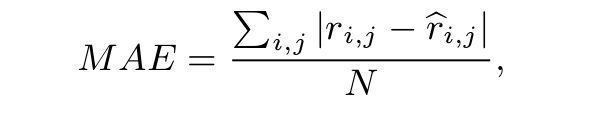 $MAE = \frac{\sum_{i,j} |r_{i,j} - \widehat{r}_{i,j}|}{N},$